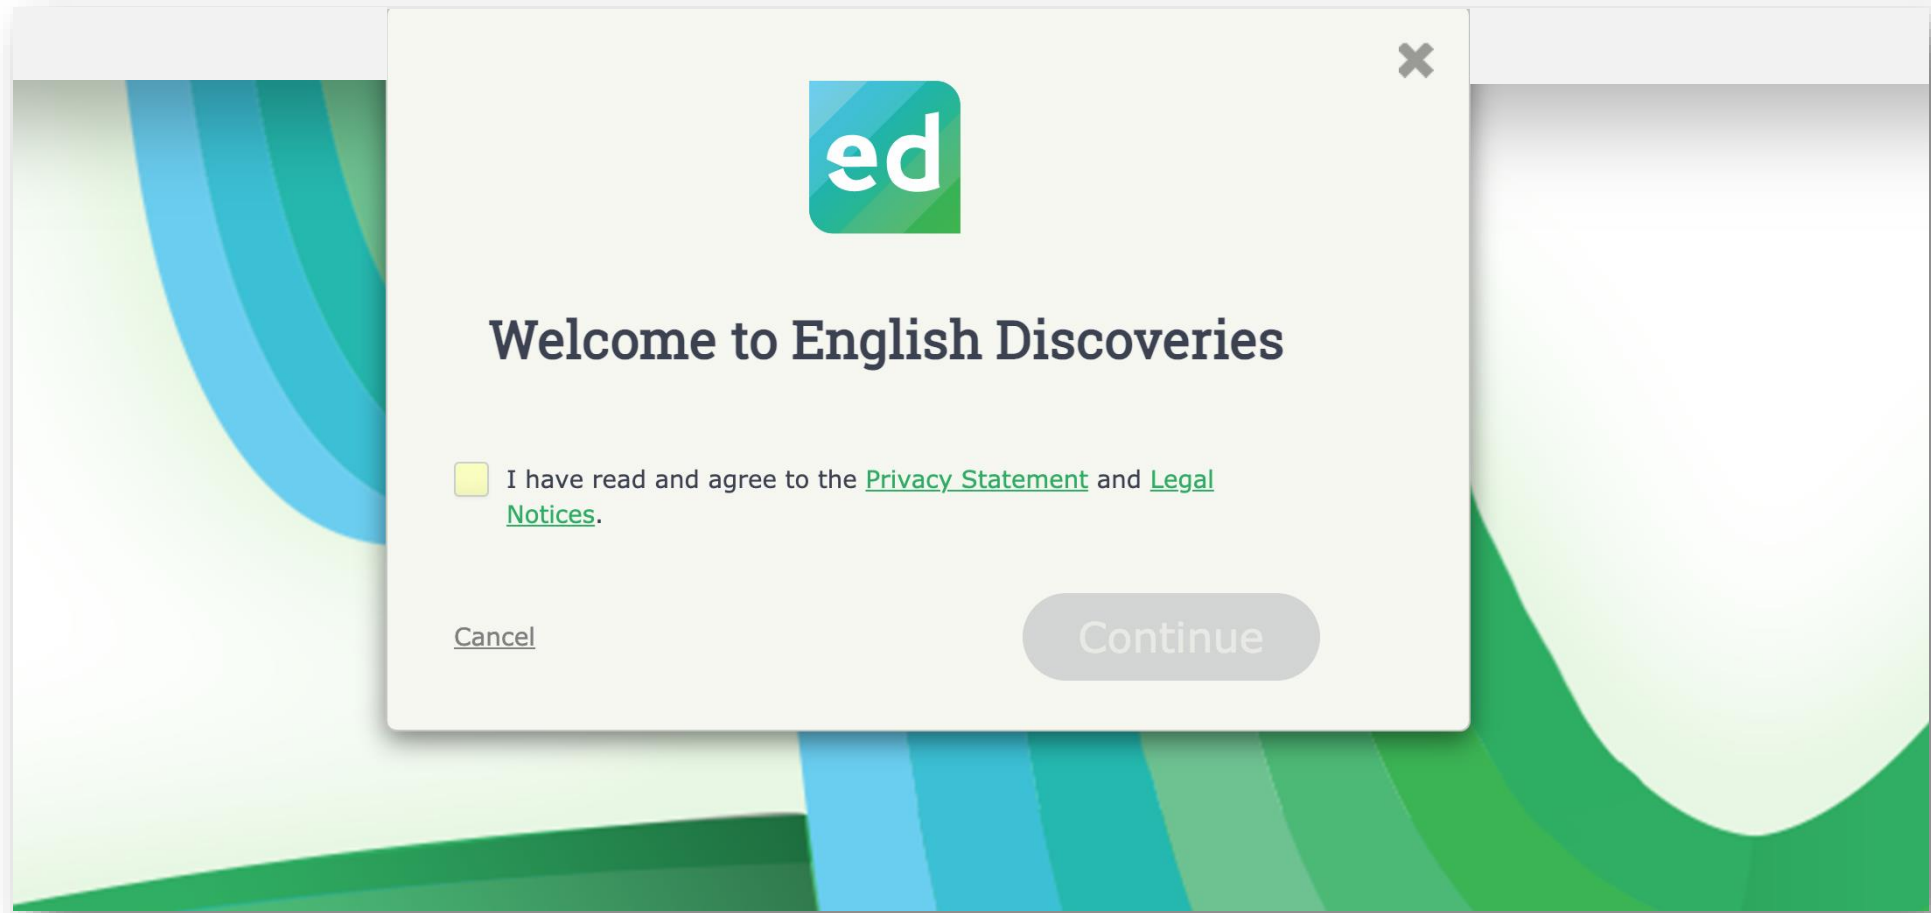 ed
Welcome to English Discoveries
I have read and agree to the Privacy Statement and Legal
Notices.
Cancel
Continue